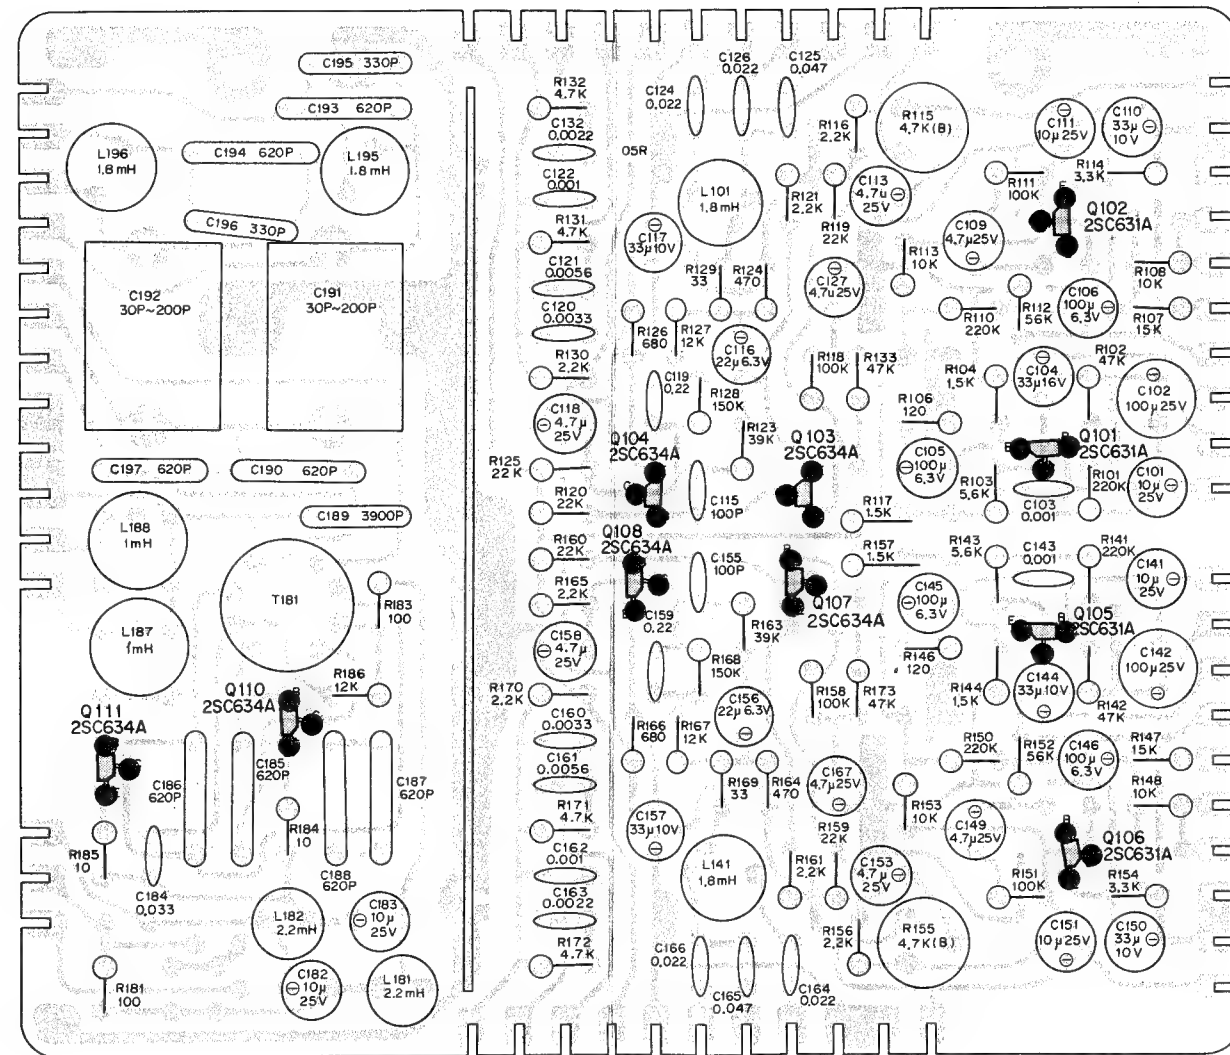 C195 330P
C193 620P
L196
1,8mH
C194 620P
L195
1.8mH
C196 330P
C192
30P~200P
C191
30P~200P
C197 620P
C190 620P
C189 3900P
L188
1mH
T181
L187
1mH
R183
100
R186
12K
Q110
2SC634A
Q111
2SC634A
C186
620P
C185
620P
C187
620P
R185
10
R184
10
C184
0,033
C188
620P
L182
2.2mH
C183
10µ
25V
R181
100
C182
10µ
25V
L181
2.2mH
R132
4.7K
C132
0.0022
C122
0.001
R131
4.7K
C121
0.0056
C120
0.0033
R130
2,2K
C118
4.7µ
25V
R125
22K
R120
22K
R160
22K
R165
2.2K
C158
4.7µ
25V
R170
2,2K
C160
0.0033
C161
0.0056
R171
4.7K
C162
0.001
C163
0.0022
R172
4.7K
C124
0.022
C126
0.022
C125
0.047
05R
L101
1,8mH
C117
33µ10V
R129
33
R124
470
R126
680
R127
12K
C116
22µ6.3V
C119
0,22
R128
150K
R123
39K
Q104
2SC634A
C115
100P
Q103
2SC634A
Q108
2SC634A
C155
100P
C159
0,22
R163
39K
Q107
2SC634A
R168
150K
C156
22µ6,3V
R166
680
R167
12K
R169
33
R164
470
C157
33µ10V
L141
1,8mH
C166
0,022
C165
0.047
C164
0.022
R116
2,2K
R115
4,7K(B)
R121
2,2K
R119
22K
C113
4.7u
25V
C127
4.7u25V
R113
10K
C109
4.7µ25V
R118
100K
R133
47K
R106
120
C105
100µ
6,3V
R117
1.5K
R157
1.5K
C145
100µ
6,3V
R146
120
R158
100K
R173
47K
C167
4.7µ25V
R153
10K
R159
22K
C149
4.7µ25V
R161
2,2K
C153
4.7µ
25V
R156
2,2K
R155
4.7K(B)
C111
10µ25V
C110
33µ
10V
R114
3,3K
R111
100K
E
Q102
2SC631A
R108
10K
R110
220K
R112
56K
C106
100µ
6,3V
R107
15K
R104
1,5K
C104
33µ16V
R102
47K
C102
100µ25V
Q101
2SC631A
R103
5,6K
C103
0.001
R101
220K
C101
10µ
25V
R143
5,6K
C143
0.001
R141
220K
C141
10µ
25V
E
B
Q105
2SC631A
R144
1,5K
C144
33µ10V
R142
47K
C142
100µ25V
R150
220K
R152
56K
C146
100µ
6.3V
R147
15K
R148
10K
B
Q106
2SC631A
R151
100K
R154
3.3K
C151
10µ25V
C150
33µ
10V